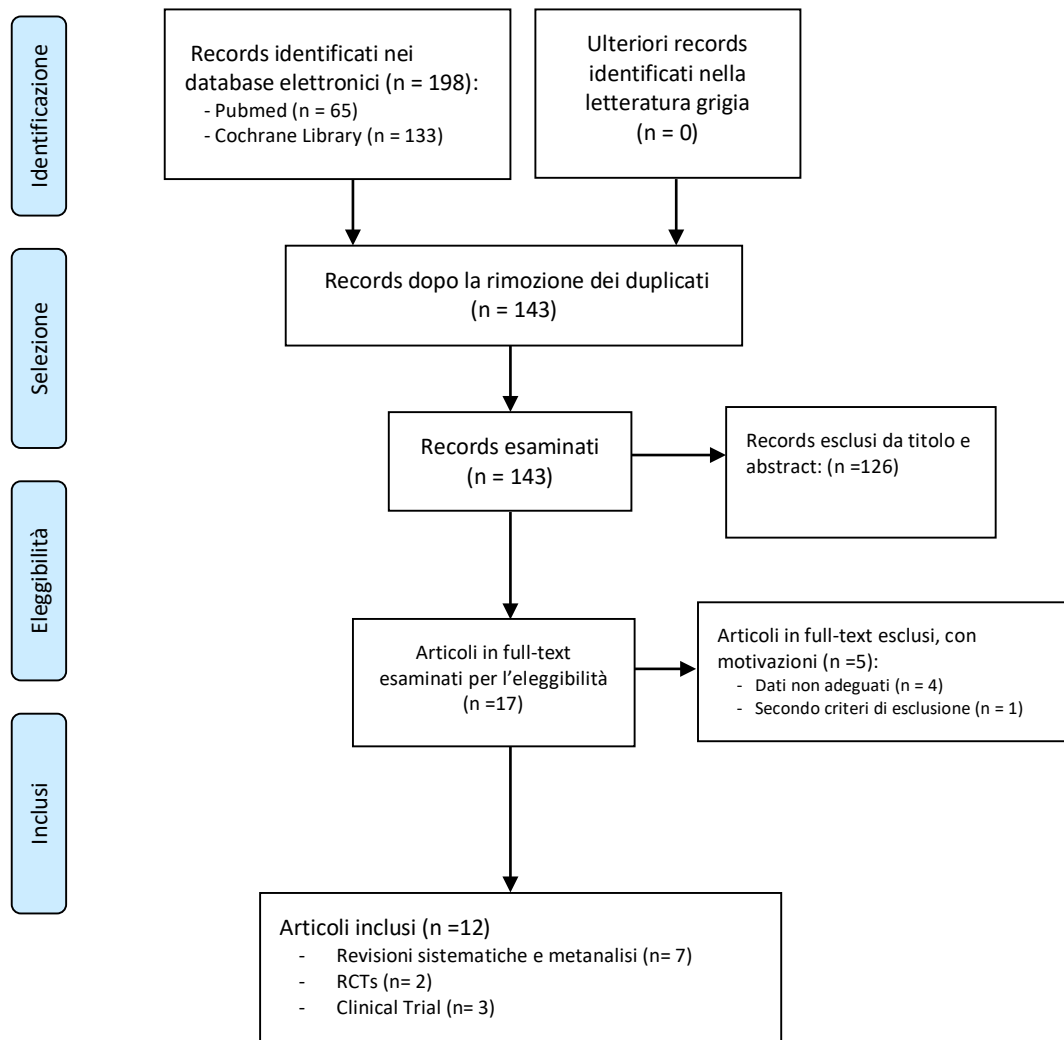 Identificazione
Records identificati nei
database elettronici (n = 198):
- Pubmed (n = 65)
- Cochrane Library (n = 133)
Ulteriori records
identificati nella
letteratura grigia
(n = 0)
Selezione
Records dopo la rimozione dei duplicati
(n = 143)
Records esaminati
(n = 143)
Records esclusi da titolo e
abstract: (n =126)
Eleggibilità
Articoli in full-text
esaminati per l’eleggibilità
(n =17)
Articoli in full-text esclusi, con
motivazioni (n =5):
- Dati non adeguati (n = 4)
- Secondo criteri di esclusione (n = 1)
Inclusi
Articoli inclusi (n =12)
- Revisioni sistematiche e metanalisi (n= 7)
- RCTs (n= 2)
- Clinical Trial (n= 3)